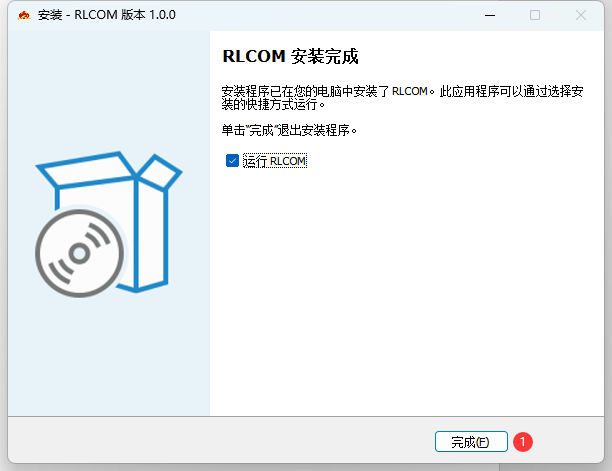 安装 - RLCOM 版本 1.0.0
RLCOM 安装完成
安装程序已在您的电脑中安装了 RLCOM。此应用程序可以通过选择安
装的快捷方式运行。
单击"完成"退出安装程序。
运行 RLCOM
完成(F) 1